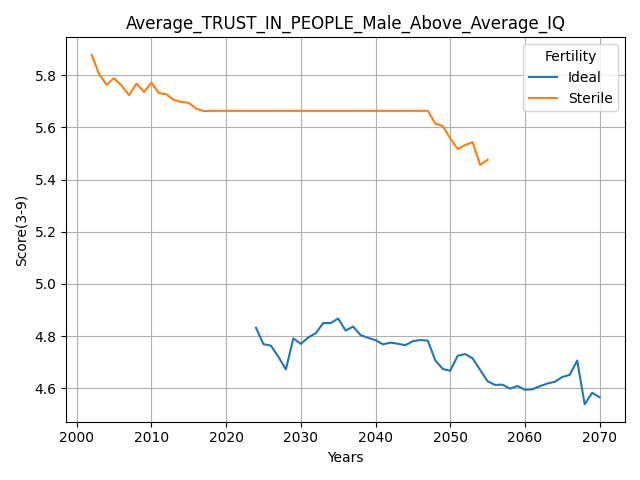 Average_TRUST_IN_PEOPLE_Male_Above_Average_IQ
Fertility
Ideal
Sterile
Score(3-9)
5.8
5.6
5.4
5.2
5.0
4.8
4.6
2000 2010 2020 2030 2040 2050 2060 2070
Years